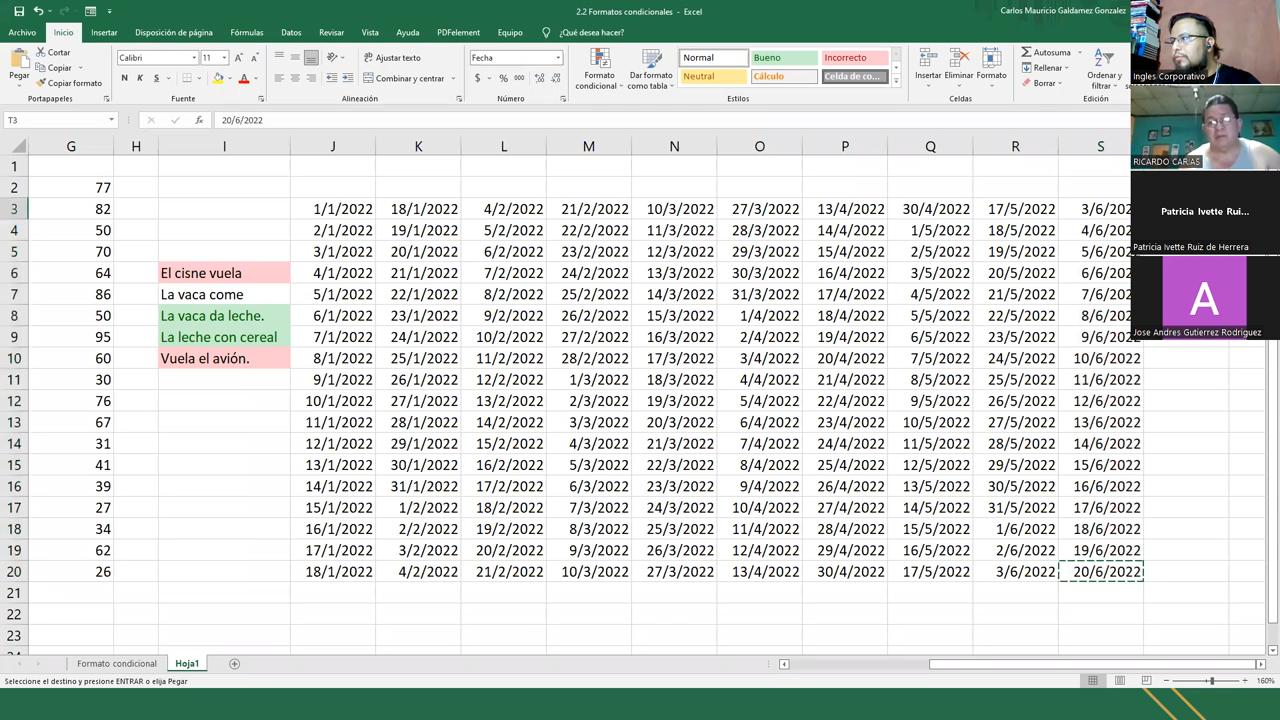 2.2 Formatos condicionales - Excel
Carlos Mauricio Galdamez Gonzalez
Archivo Inicio Insertar Disposición de página Fórmulas Datos Revisar Vista Ayuda PDFelement Equipo ¿Qué desea hacer?
Pegar
Cortar
Copiar
Copiar formato
Portapapeles
Calibri 11
N K S
Fuente
Ajustar texto
Combinar y centrar
Alineación
Fecha
$ % 000
Número
Formato condicional
Dar formato como tabla
Normal Bueno Incorrecto
Neutral Cálculo Celda de co...
Estilos
Insertar Eliminar Formato
Celdas
Autosuma
Rellenar
Borrar
Ordenar y filtrar
Edición
T3 fx 20/6/2022
G H I J K L M N O P Q R S
1
2 77
3 82 1/1/2022 18/1/2022 4/2/2022 21/2/2022 10/3/2022 27/3/2022 13/4/2022 30/4/2022 17/5/2022 3/6/202
4 50 2/1/2022 19/1/2022 5/2/2022 22/2/2022 11/3/2022 28/3/2022 14/4/2022 1/5/2022 18/5/2022 4/6/202
5 70 3/1/2022 20/1/2022 6/2/2022 23/2/2022 12/3/2022 29/3/2022 15/4/2022 2/5/2022 19/5/2022 5/6/202
6 64 El cisne vuela 4/1/2022 21/1/2022 7/2/2022 24/2/2022 13/3/2022 30/3/2022 16/4/2022 3/5/2022 20/5/2022 6/6/202
7 86 La vaca come 5/1/2022 22/1/2022 8/2/2022 25/2/2022 14/3/2022 31/3/2022 17/4/2022 4/5/2022 21/5/2022 7/6/202
8 50 La vaca da leche. 6/1/2022 23/1/2022 9/2/2022 26/2/2022 15/3/2022 1/4/2022 18/4/2022 5/5/2022 22/5/2022 8/6/202
9 95 La leche con cereal 7/1/2022 24/1/2022 10/2/2022 27/2/2022 16/3/2022 2/4/2022 19/4/2022 6/5/2022 23/5/2022 9/6/202
10 60 Vuela el avión. 8/1/2022 25/1/2022 11/2/2022 28/2/2022 17/3/2022 3/4/2022 20/4/2022 7/5/2022 24/5/2022 10/6/2022
11 30 9/1/2022 26/1/2022 12/2/2022 1/3/2022 18/3/2022 4/4/2022 21/4/2022 8/5/2022 25/5/2022 11/6/2022
12 76 10/1/2022 27/1/2022 13/2/2022 2/3/2022 19/3/2022 5/4/2022 22/4/2022 9/5/2022 26/5/2022 12/6/2022
13 67 11/1/2022 28/1/2022 14/2/2022 3/3/2022 20/3/2022 6/4/2022 23/4/2022 10/5/2022 27/5/2022 13/6/2022
14 31 12/1/2022 29/1/2022 15/2/2022 4/3/2022 21/3/2022 7/4/2022 24/4/2022 11/5/2022 28/5/2022 14/6/2022
15 41 13/1/2022 30/1/2022 16/2/2022 5/3/2022 22/3/2022 8/4/2022 25/4/2022 12/5/2022 29/5/2022 15/6/2022
16 39 14/1/2022 31/1/2022 17/2/2022 6/3/2022 23/3/2022 9/4/2022 26/4/2022 13/5/2022 30/5/2022 16/6/2022
17 27 15/1/2022 1/2/2022 18/2/2022 7/3/2022 24/3/2022 10/4/2022 27/4/2022 14/5/2022 31/5/2022 17/6/2022
18 34 16/1/2022 2/2/2022 19/2/2022 8/3/2022 25/3/2022 11/4/2022 28/4/2022 15/5/2022 1/6/2022 18/6/2022
19 62 17/1/2022 3/2/2022 20/2/2022 9/3/2022 26/3/2022 12/4/2022 29/4/2022 16/5/2022 2/6/2022 19/6/2022
20 26 18/1/2022 4/2/2022 21/2/2022 10/3/2022 27/3/2022 13/4/2022 30/4/2022 17/5/2022 3/6/2022 20/6/2022
21
22
23
Formato condicional Hoja1
Seleccione el destino y presione ENTRAR o elija Pegar
160%
Ingles Corporativo
RICARDO CARIAS
Patricia Ivette Rui...
Patricia Ivette Ruiz de Herrera
A
Jose Andres Gutierrez Rodriguez